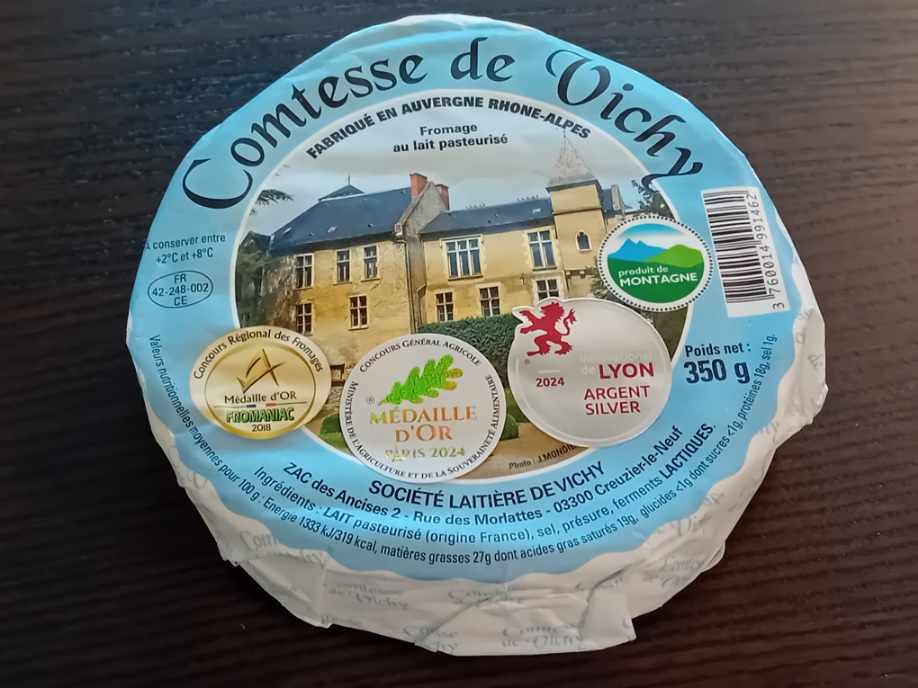 Comtesse de Vichy
FABRIQUÉ EN AUVERGNE RHONE-ALPES
Fromage
au lait pasteurisé
A conserver entre
+2°C et +8°C
FR
42-248-002
CE
produit de
MONTAGNE
3 760014 991462
Poids net :
350 g
Concours Régional des Fromages
Médaille d'OR
FROMANIAC
2018
CONCOURS GÉNÉRAL AGRICOLE
MÉDAILLE
D'OR
PARIS 2024
MINISTÈRE DE L'AGRICULTURE ET DE LA SOUVERAINETÉ ALIMENTAIRE
2024
LYON
ARGENT
SILVER
SOCIÉTÉ LAITIÈRE DE VICHY
ZAC des Ancises 2 - Rue des Morlattes - 03300 Creuzier-le-Neuf
Ingrédients : LAIT pasteurisé (origine France), sel, présure, ferments LACTIQUES.
Valeurs nutritionnelles moyennes pour 100g : Energie 1333 kJ/319 kcal, matières grasses 27g dont acides gras saturés 19g, glucides <1g dont sucres <1g, protéines 18g, sel 1g.
Comtesse
de Vichy